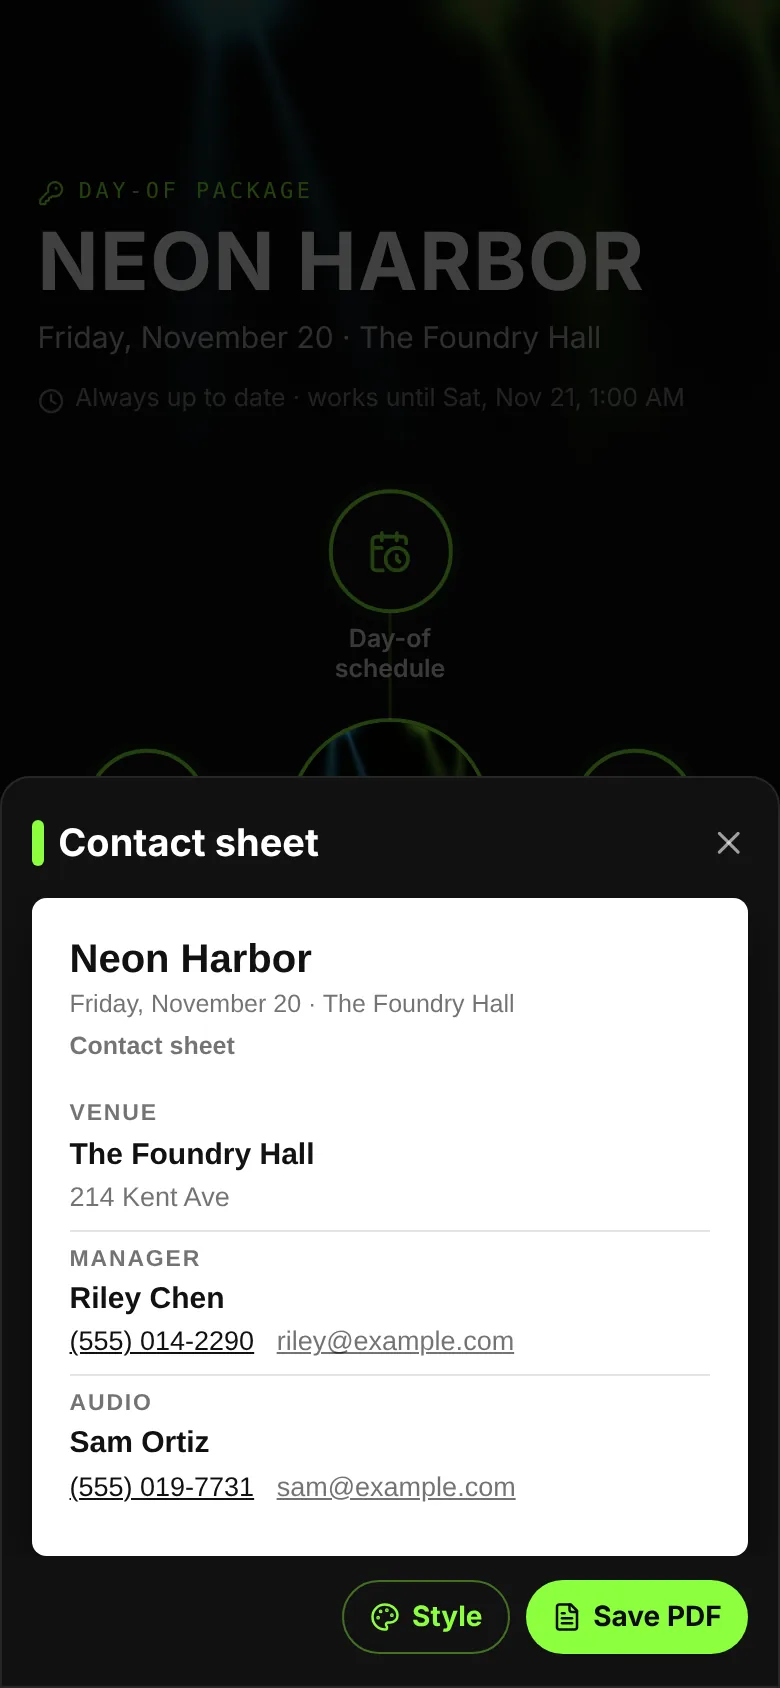 DAY-OF PACKAGE
NEON HARBOR
Friday, November 20 · The Foundry Hall
Always up to date · works until Sat, Nov 21, 1:00 AM
Day-of
schedule
Contact sheet
Neon Harbor
Friday, November 20 · The Foundry Hall
Contact sheet
VENUE
The Foundry Hall
214 Kent Ave
MANAGER
Riley Chen
(555) 014-2290 riley@example.com
AUDIO
Sam Ortiz
(555) 019-7731 sam@example.com
Style Save PDF